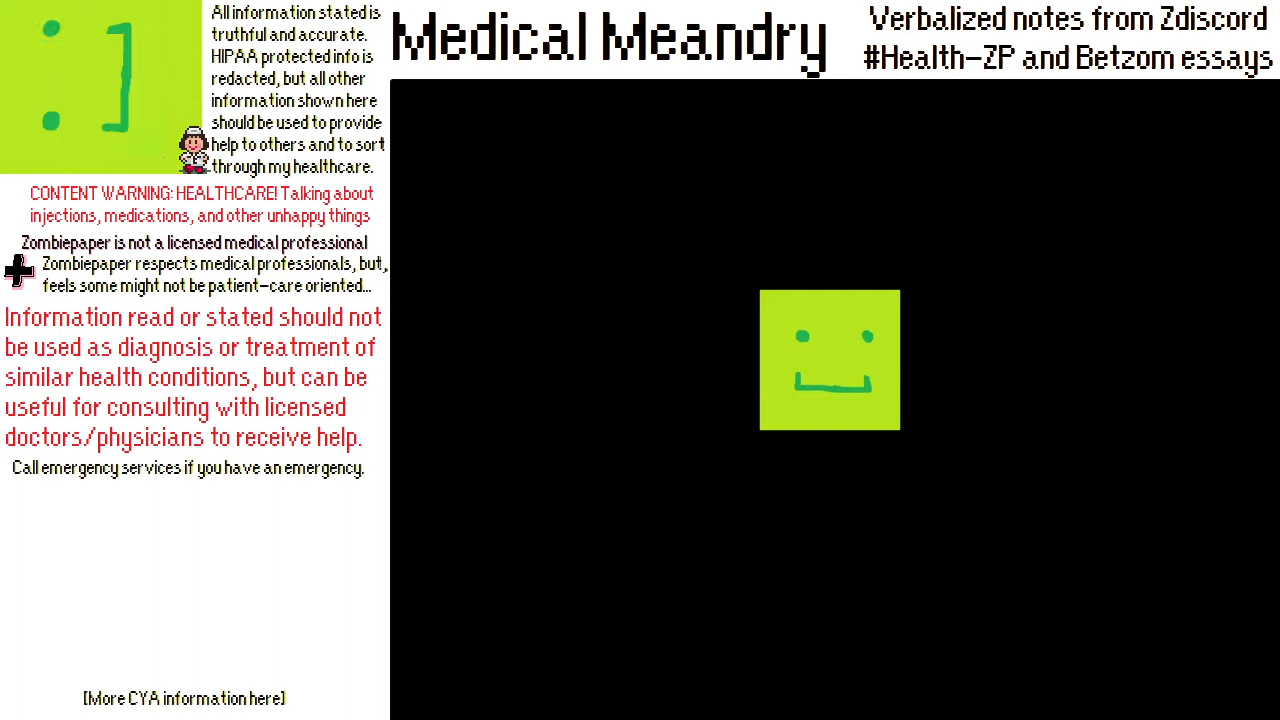 All information stated is
truthful and accurate.
HIPAA protected info is
redacted, but all other
information shown here
should be used to provide
help to others and to sort
through my healthcare.
CONTENT WARNING: HEALTHCARE! Talking about
injections, medications, and other unhappy things
Zombiepaper is not a licensed medical professional
Zombiepaper respects medical professionals, but,
feels some might not be patient-care oriented...
Information read or stated should not
be used as diagnosis or treatment of
similar health conditions, but can be
useful for consulting with licensed
doctors/physicians to receive help.
Call emergency services if you have an emergency.
[More CYA information here]
Medical Meandry
Verbalized notes from Zdiscord
#Health-ZP and Betzom essays